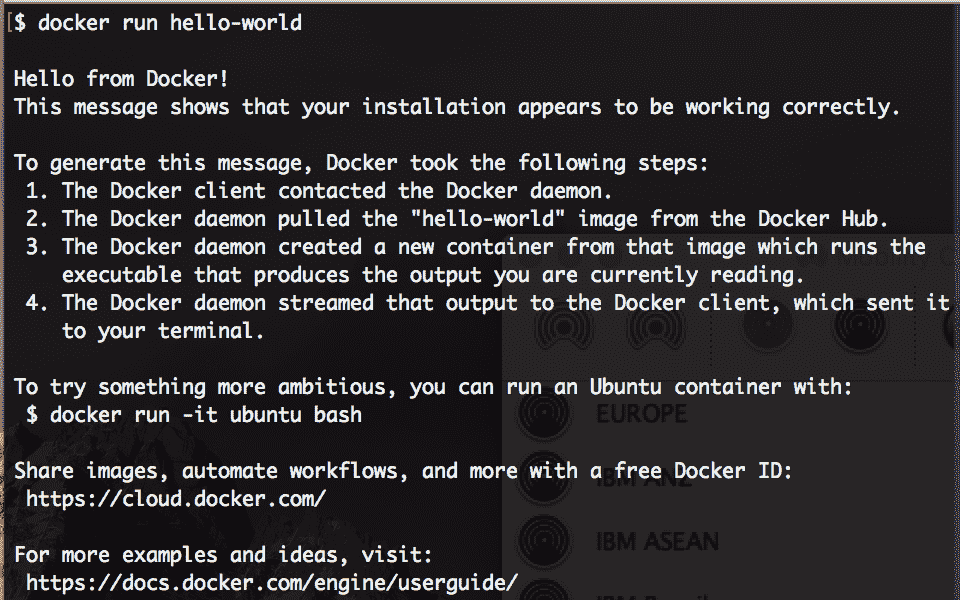 [$ docker run hello-world
Hello from Docker!
This message shows that your installation appears to be working correctly.
To generate this message, Docker took the following steps:
1. The Docker client contacted the Docker daemon.
2. The Docker daemon pulled the "hello-world" image from the Docker Hub.
3. The Docker daemon created a new container from that image which runs the
executable that produces the output you are currently reading.
4. The Docker daemon streamed that output to the Docker client, which sent it
to your terminal.
To try something more ambitious, you can run an Ubuntu container with:
$ docker run -it ubuntu bash
EUROPE
Share images, automate workflows, and more with a free Docker ID:
IBM ANZ
https://cloud.docker.com/
IBM ASEAN
For more examples and ideas, visit:
https://docs.docker.com/engine/userguide/